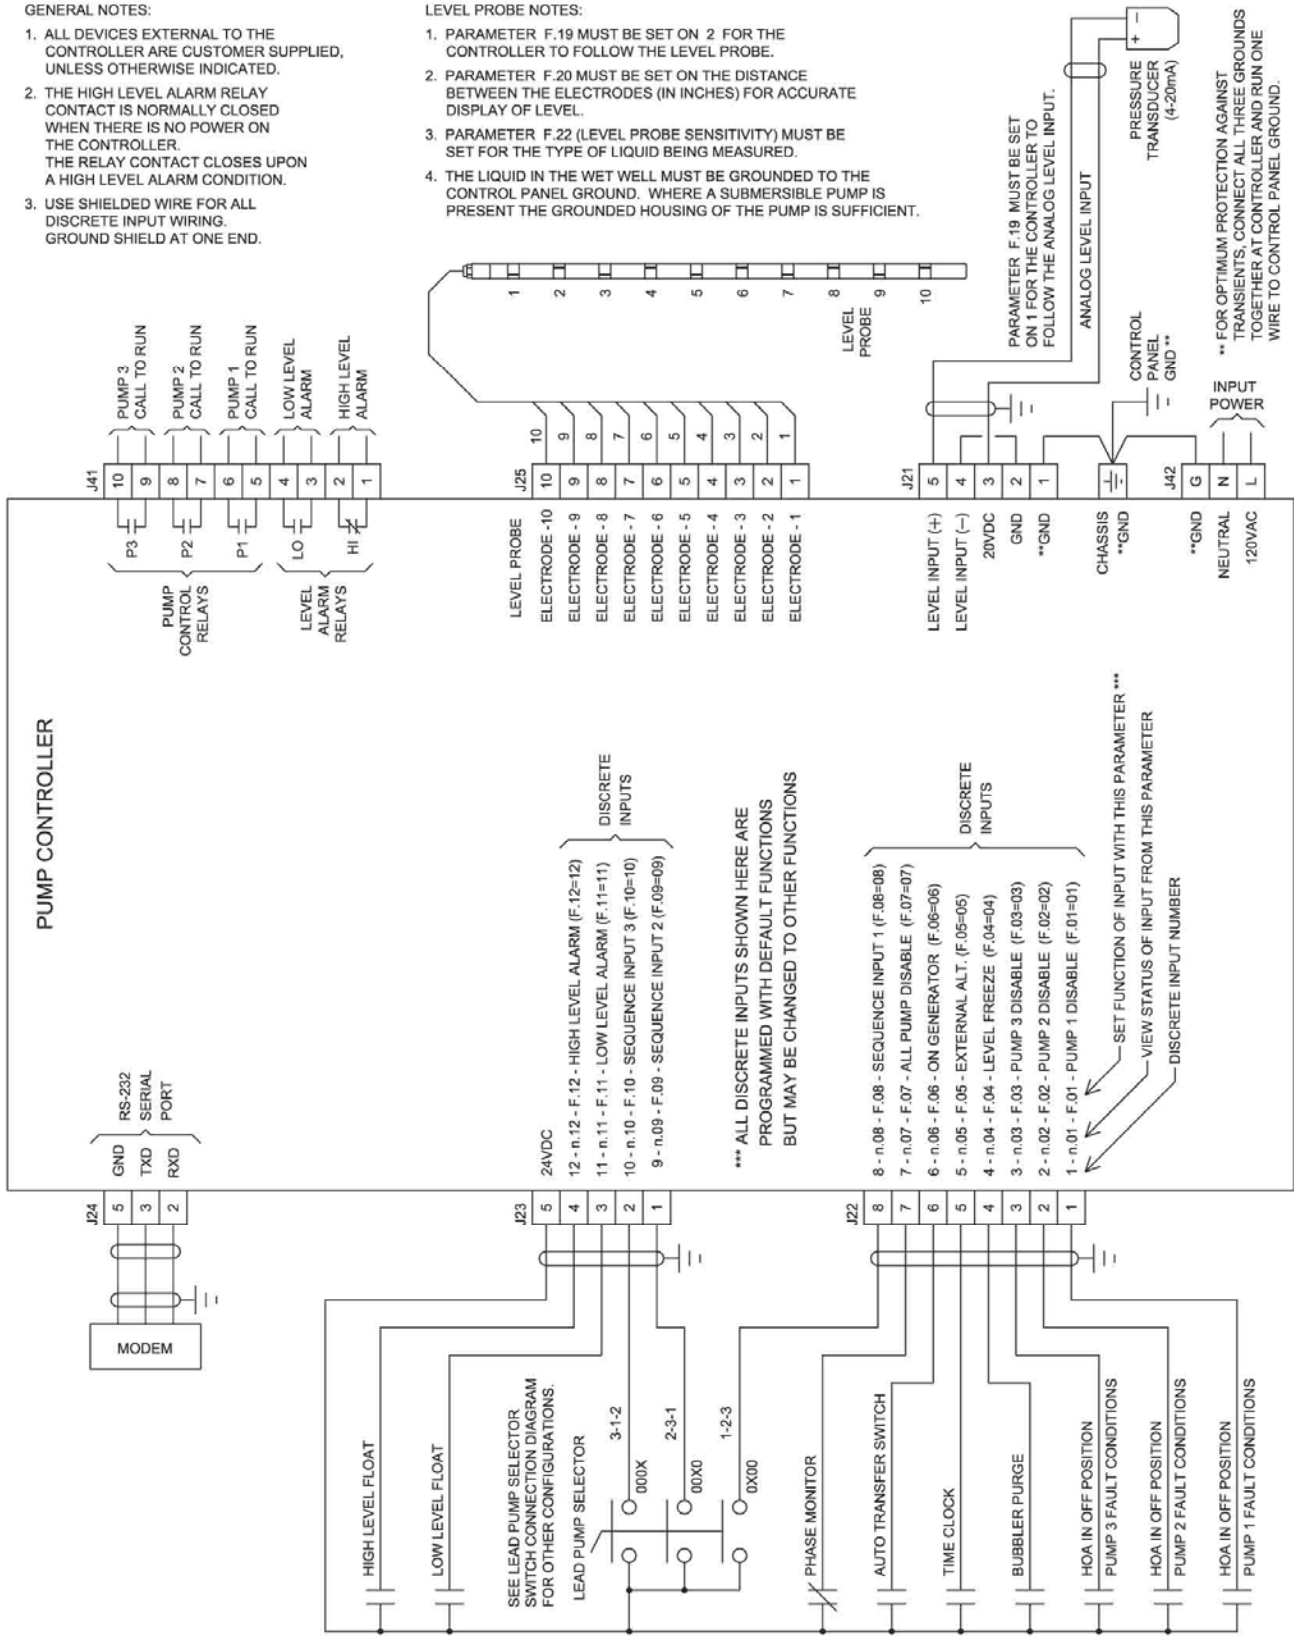 GENERAL NOTES:
1. ALL DEVICES EXTERNAL TO THE
CONTROLLER ARE CUSTOMER SUPPLIED,
UNLESS OTHERWISE INDICATED.
2. THE HIGH LEVEL ALARM RELAY
CONTACT IS NORMALLY CLOSED
WHEN THERE IS NO POWER ON
THE CONTROLLER.
THE RELAY CONTACT CLOSES UPON
A HIGH LEVEL ALARM CONDITION.
3. USE SHIELDED WIRE FOR ALL
DISCRETE INPUT WIRING.
GROUND SHIELD AT ONE END.
LEVEL PROBE NOTES:
1. PARAMETER F.19 MUST BE SET ON 2 FOR THE
CONTROLLER TO FOLLOW THE LEVEL PROBE.
2. PARAMETER F.20 MUST BE SET ON THE DISTANCE
BETWEEN THE ELECTRODES (IN INCHES) FOR ACCURATE
DISPLAY OF LEVEL.
3. PARAMETER F.22 (LEVEL PROBE SENSITIVITY) MUST BE
SET FOR THE TYPE OF LIQUID BEING MEASURED.
4. THE LIQUID IN THE WET WELL MUST BE GROUNDED TO THE
CONTROL PANEL GROUND. WHERE A SUBMERSIBLE PUMP IS
PRESENT THE GROUNDED HOUSING OF THE PUMP IS SUFFICIENT.
PUMP CONTROLLER
J41
10
9
8
7
6
5
4
3
2
1
PUMP 3
CALL TO RUN
PUMP 2
CALL TO RUN
PUMP 1
CALL TO RUN
LOW LEVEL
ALARM
HIGH LEVEL
ALARM
P3
P2
P1
LO
HI
PUMP
CONTROL
RELAYS
LEVEL
ALARM
RELAYS
1
2
3
4
5
6
7
8
9
10
LEVEL
PROBE
J25
10
9
8
7
6
5
4
3
2
1
10
9
8
7
6
5
4
3
2
1
LEVEL PROBE
ELECTRODE - 10
ELECTRODE - 9
ELECTRODE - 8
ELECTRODE - 7
ELECTRODE - 6
ELECTRODE - 5
ELECTRODE - 4
ELECTRODE - 3
ELECTRODE - 2
ELECTRODE - 1
J21
5
4
3
2
1
LEVEL INPUT (+)
LEVEL INPUT (—)
20VDC
GND
**GND
CHASSIS
**GND
J42
G
N
L
**GND
NEUTRAL
120VAC
INPUT
POWER
CONTROL
PANEL
GND **
PARAMETER F.19 MUST BE SET
ON 1 FOR THE CONTROLLER TO
FOLLOW THE ANALOG LEVEL INPUT.
ANALOG LEVEL INPUT
−
+
PRESSURE
TRANSDUCER
(4-20mA)
** FOR OPTIMUM PROTECTION AGAINST
TRANSIENTS, CONNECT ALL THREE GROUNDS
TOGETHER AT CONTROLLER AND RUN ONE
WIRE TO CONTROL PANEL GROUND.
J24
5
3
2
GND
TXD
RXD
RS-232
SERIAL
PORT
MODEM
J23
5
4
3
2
1
24VDC
12 - n.12 - F.12 - HIGH LEVEL ALARM (F.12=12)
11 - n.11 - F.11 - LOW LEVEL ALARM (F.11=11)
10 - n.10 - F.10 - SEQUENCE INPUT 3 (F.10=10)
9 - n.09 - F.09 - SEQUENCE INPUT 2 (F.09=09)
DISCRETE
INPUTS
*** ALL DISCRETE INPUTS SHOWN HERE ARE
PROGRAMMED WITH DEFAULT FUNCTIONS
BUT MAY BE CHANGED TO OTHER FUNCTIONS
J22
8
7
6
5
4
3
2
1
8 - n.08 - F.08 - SEQUENCE INPUT 1 (F.08=08)
7 - n.07 - F.07 - ALL PUMP DISABLE (F.07=07)
6 - n.06 - F.06 - ON GENERATOR (F.06=06)
5 - n.05 - F.05 - EXTERNAL ALT. (F.05=05)
4 - n.04 - F.04 - LEVEL FREEZE (F.04=04)
3 - n.03 - F.03 - PUMP 3 DISABLE (F.03=03)
2 - n.02 - F.02 - PUMP 2 DISABLE (F.02=02)
1 - n.01 - F.01 - PUMP 1 DISABLE (F.01=01)
DISCRETE
INPUTS
SET FUNCTION OF INPUT WITH THIS PARAMETER ***
VIEW STATUS OF INPUT FROM THIS PARAMETER
DISCRETE INPUT NUMBER
HIGH LEVEL FLOAT
LOW LEVEL FLOAT
SEE LEAD PUMP SELECTOR
SWITCH CONNECTION DIAGRAM
FOR OTHER CONFIGURATIONS.
LEAD PUMP SELECTOR
3-1-2
000X
2-3-1
00X0
1-2-3
0X00
PHASE MONITOR
AUTO TRANSFER SWITCH
TIME CLOCK
BUBBLER PURGE
HOA IN OFF POSITION
PUMP 3 FAULT CONDITIONS
HOA IN OFF POSITION
PUMP 2 FAULT CONDITIONS
HOA IN OFF POSITION
PUMP 1 FAULT CONDITIONS